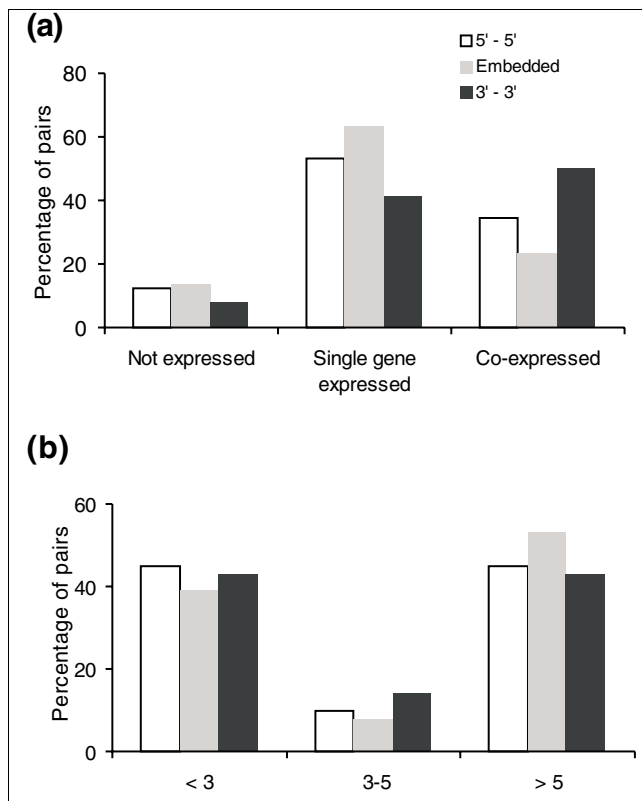 (a)
5' - 5'
Embedded
3' - 3'
Percentage of pairs
80
60
40
20
0
Not expressed
Single gene
expressed
Co-expressed
(b)
Percentage of pairs
60
40
20
0
< 3
3-5
> 5